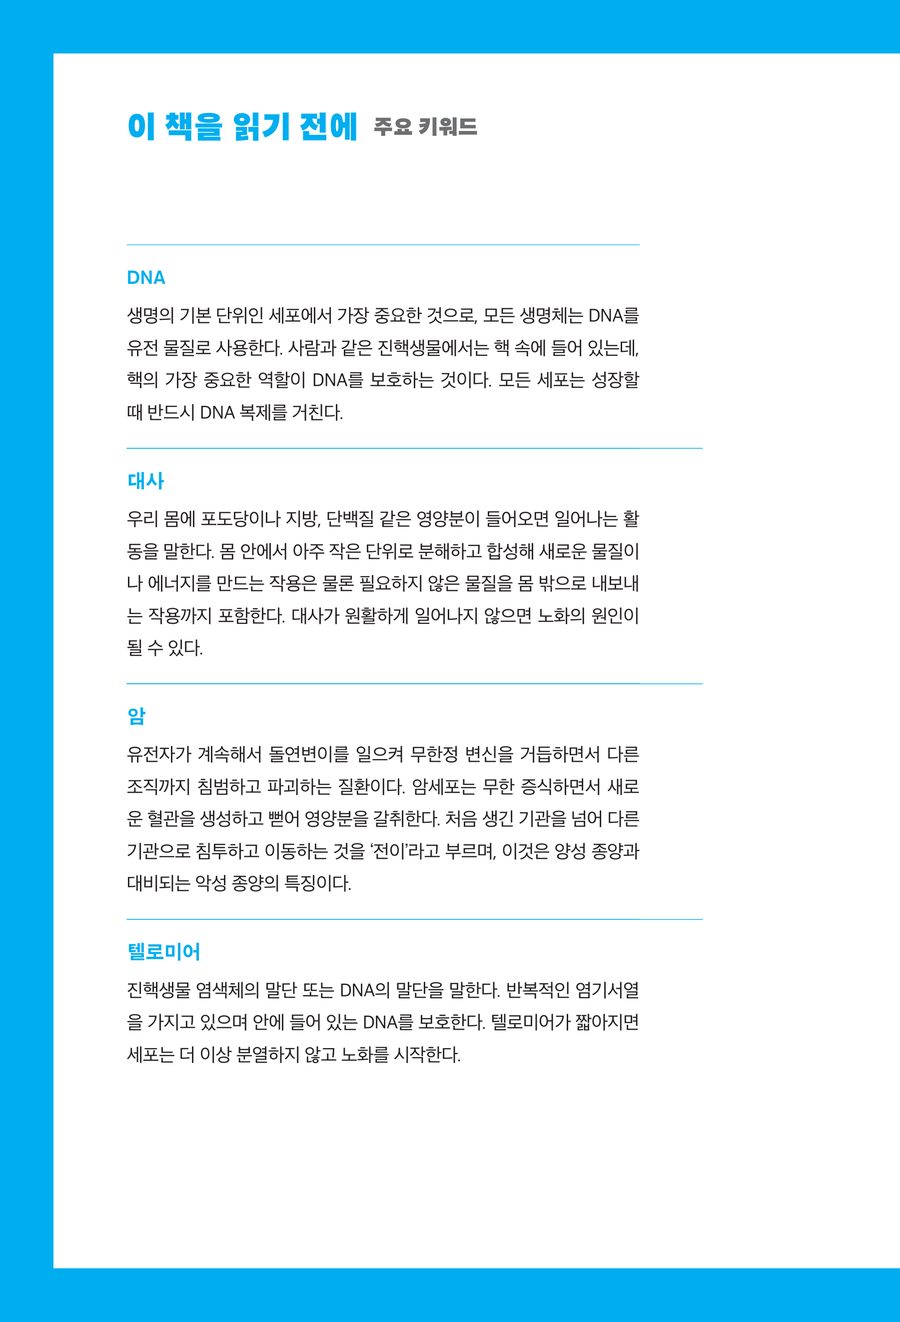 이 책을 읽기 전에 주요 키워드
DNA
생명의 기본 단위인 세포에서 가장 중요한 것으로, 모든 생명체는 DNA를
유전 물질로 사용한다. 사람과 같은 진핵생물에서는 핵 속에 들어 있는데,
핵의 가장 중요한 역할이 DNA를 보호하는 것이다. 모든 세포는 성장할
때 반드시 DNA 복제를 거친다.
대사
우리 몸에 포도당이나 지방, 단백질 같은 영양분이 들어오면 일어나는 활
동을 말한다. 몸 안에서 아주 작은 단위로 분해하고 합성해 새로운 물질이
나 에너지를 만드는 작용은 물론 필요하지 않은 물질을 몸 밖으로 내보내
는 작용까지 포함한다. 대사가 원활하게 일어나지 않으면 노화의 원인이
될 수 있다.
암
유전자가 계속해서 돌연변이를 일으켜 무한정 변신을 거듭하면서 다른
조직까지 침범하고 파괴하는 질환이다. 암세포는 무한 증식하면서 새로
운 혈관을 생성하고 뻗어 영양분을 갈취한다. 처음 생긴 기관을 넘어 다른
기관으로 침투하고 이동하는 것을 ‘전이’라고 부르며, 이것은 양성 종양과
대비되는 악성 종양의 특징이다.
텔로미어
진핵생물 염색체의 말단 또는 DNA의 말단을 말한다. 반복적인 염기서열
을 가지고 있으며 안에 들어 있는 DNA를 보호한다. 텔로미어가 짧아지면
세포는 더 이상 분열하지 않고 노화를 시작한다.